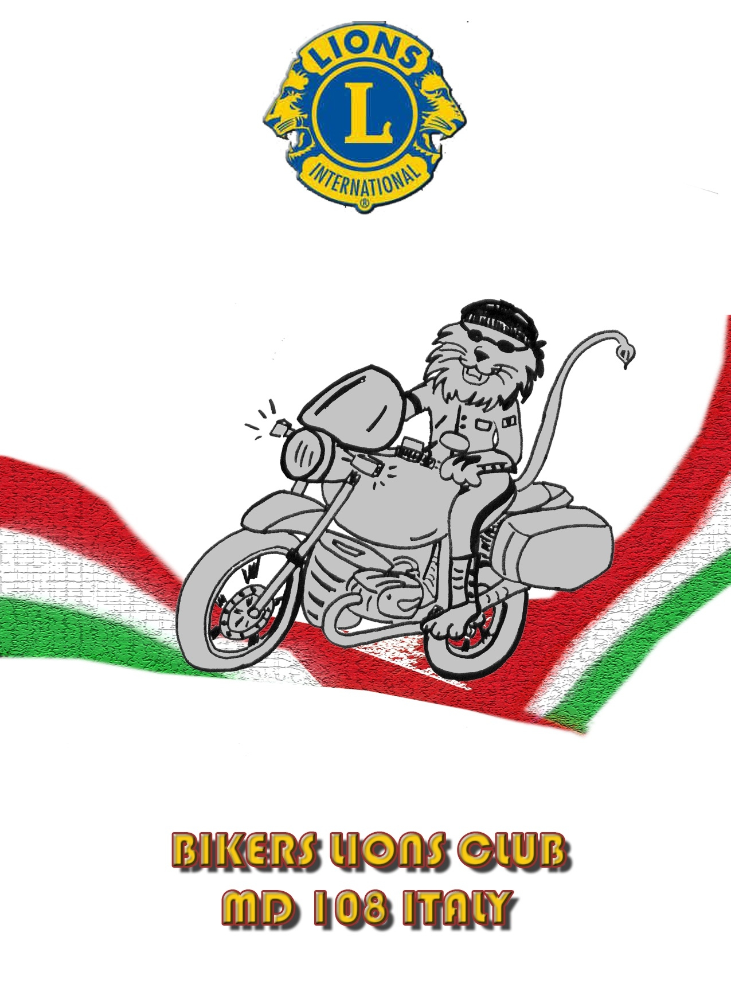 LIONS
L
INTERNATIONAL
®
BIKERS LIONS CLUB
MD 108 ITALY